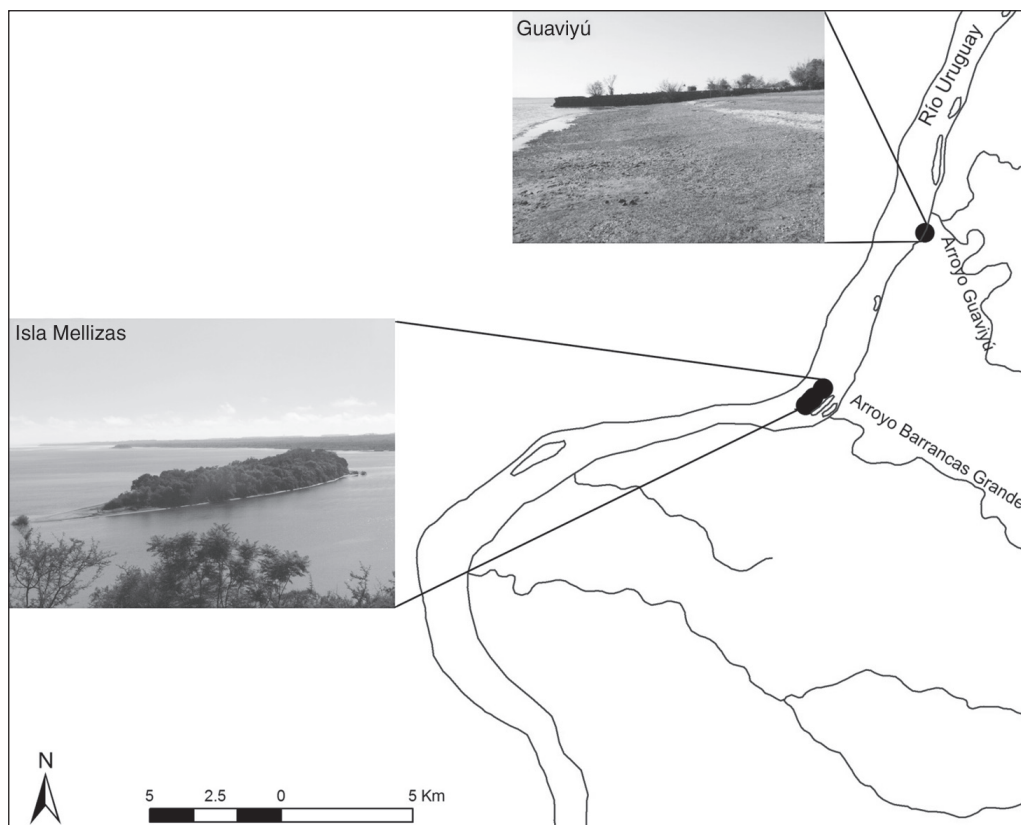 Guaviyú
Río Uruguay
Arroyo Guaviyú
Isla Mellizas
Arroyo Barrancas Grande
N
5 2.5 0 5 Km